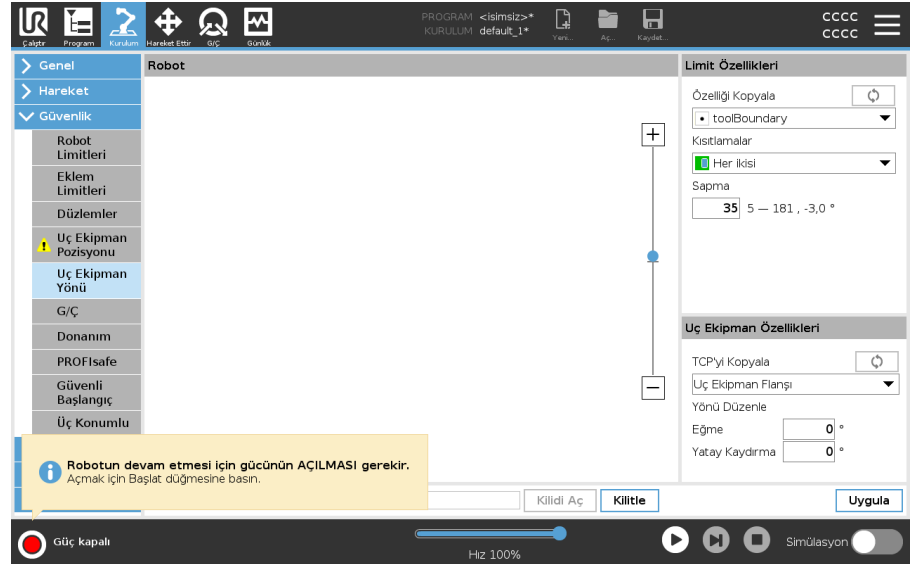 Çalıştır
Program
Kurulum
Hareket Ettir
G/Ç
Günlük
PROGRAM <isimsiz>*
KURULUM default_1*
Yeni...
Aç...
Kaydet...
CCCC
CCCC
Genel
Hareket
Güvenlik
Robot
Limitleri
Eklem
Limitleri
Düzlemler
Uç Ekipman
Pozisyonu
Uç Ekipman
Yönü
G/Ç
Donanım
PROFIsafe
Güvenli
Başlangıç
Üç Konumlu
Robot
Limit Özellikleri
Özelliği Kopyala
toolBoundary
Kısıtlamalar
Her ikisi
Sapma
35 5 — 181 , -3,0 °
Uç Ekipman Özellikleri
TCP'yi Kopyala
Uç Ekipman Flanşı
Yönü Düzenle
Eğme 0 °
Yatay Kaydırma 0 °
Robotun devam etmesi için gücünün AÇILMASI gerekir.
Açmak için Başlat düğmesine basın.
Kilidi Aç
Kilitle
Uygula
Güç kapalı
Hız 100%
Simülasyon